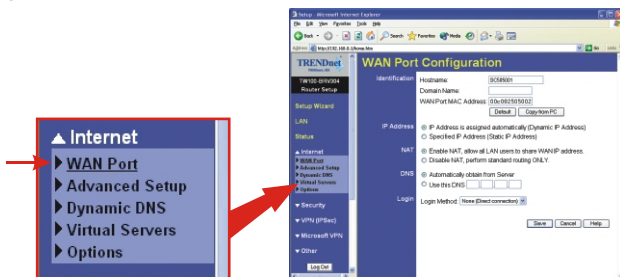 Internet
WAN Port
Advanced Setup
Dynamic DNS
Virtual Servers
Options
Setup - Microsoft Internet Explorer
File Edit View Favorites Tools Help
Back Search Favorites Media
Address
TRENDnet
TW100-BRV304
Router Setup
Setup Wizard
LAN
Status
Internet
WAN Port
Advanced Setup
Dynamic DNS
Virtual Servers
Options
Security
VPN (IPSec)
Microsoft VPN
Other
Log Out
WAN Port Configuration
Identification
Hostname:
Domain Name:
WAN Port MAC Address: 00c002505002
Default Copy from PC
IP Address
IP Address is assigned automatically (Dynamic IP Address)
Specified IP Address (Static IP Address)
NAT
Enable NAT, allow all LAN users to share WAN IP address.
Disable NAT, perform standard routing ONLY.
DNS
Automatically obtain from Server
Use this DNS
Login
Login Method: None (Direct connection)
Save Cancel Help